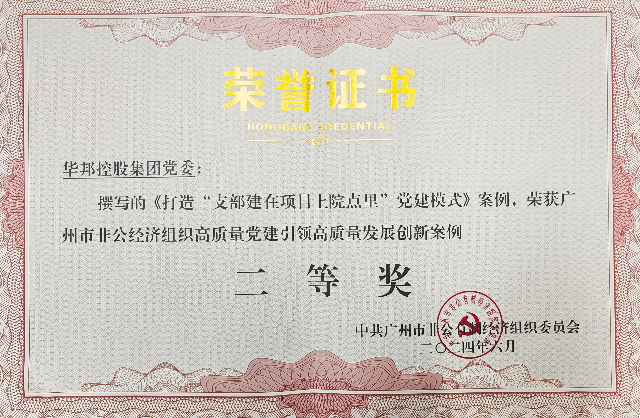 荣誉证书
HONORARY CREDENTIAL
华邦控股集团党委：
撰写的《打造“支部建在项目上院点里”党建模式》案例，荣获广
州市非公经济组织高质量党建引领高质量发展创新案例
二等奖
中共广州市非公有制经济组织委员会
二〇二四年六月